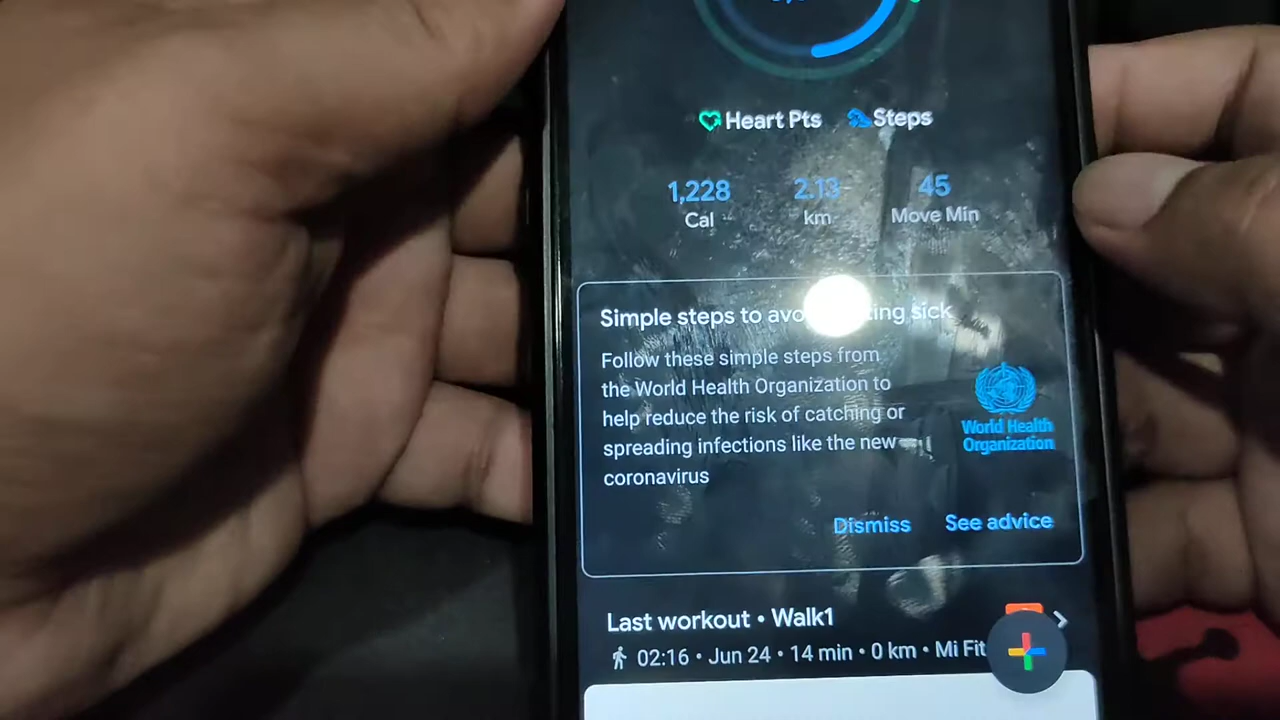 Heart Pts Steps
1,228 2.13 45
Cal km Move Min
Simple steps to sick
Follow these simple steps from
the World Health Organization to
help reduce the risk of catching or
spreading infections like the new
coronavirus
World Health
Organization
Dismiss See advice
Last workout • Walk1
02:16 • Jun 24 • 14 min • 0 km • Mi Fit